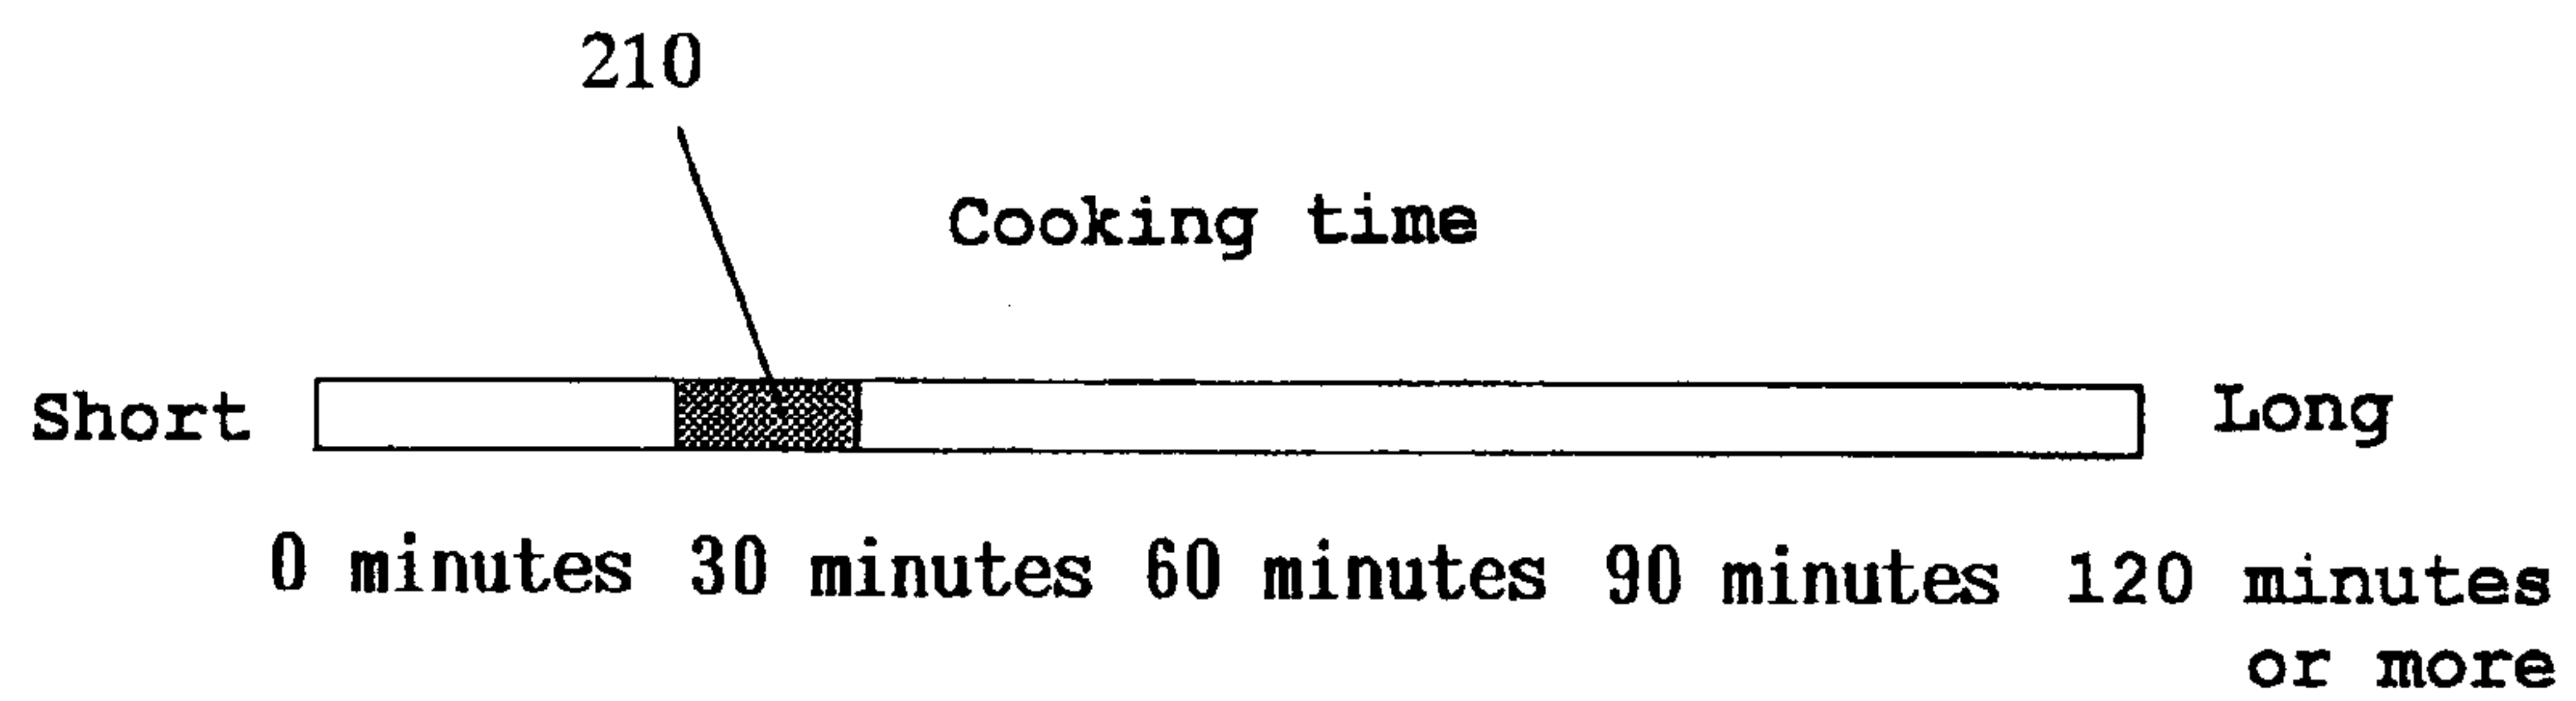 210
Cooking time
Short Long
0 minutes 30 minutes 60 minutes 90 minutes 120 minutes
or more